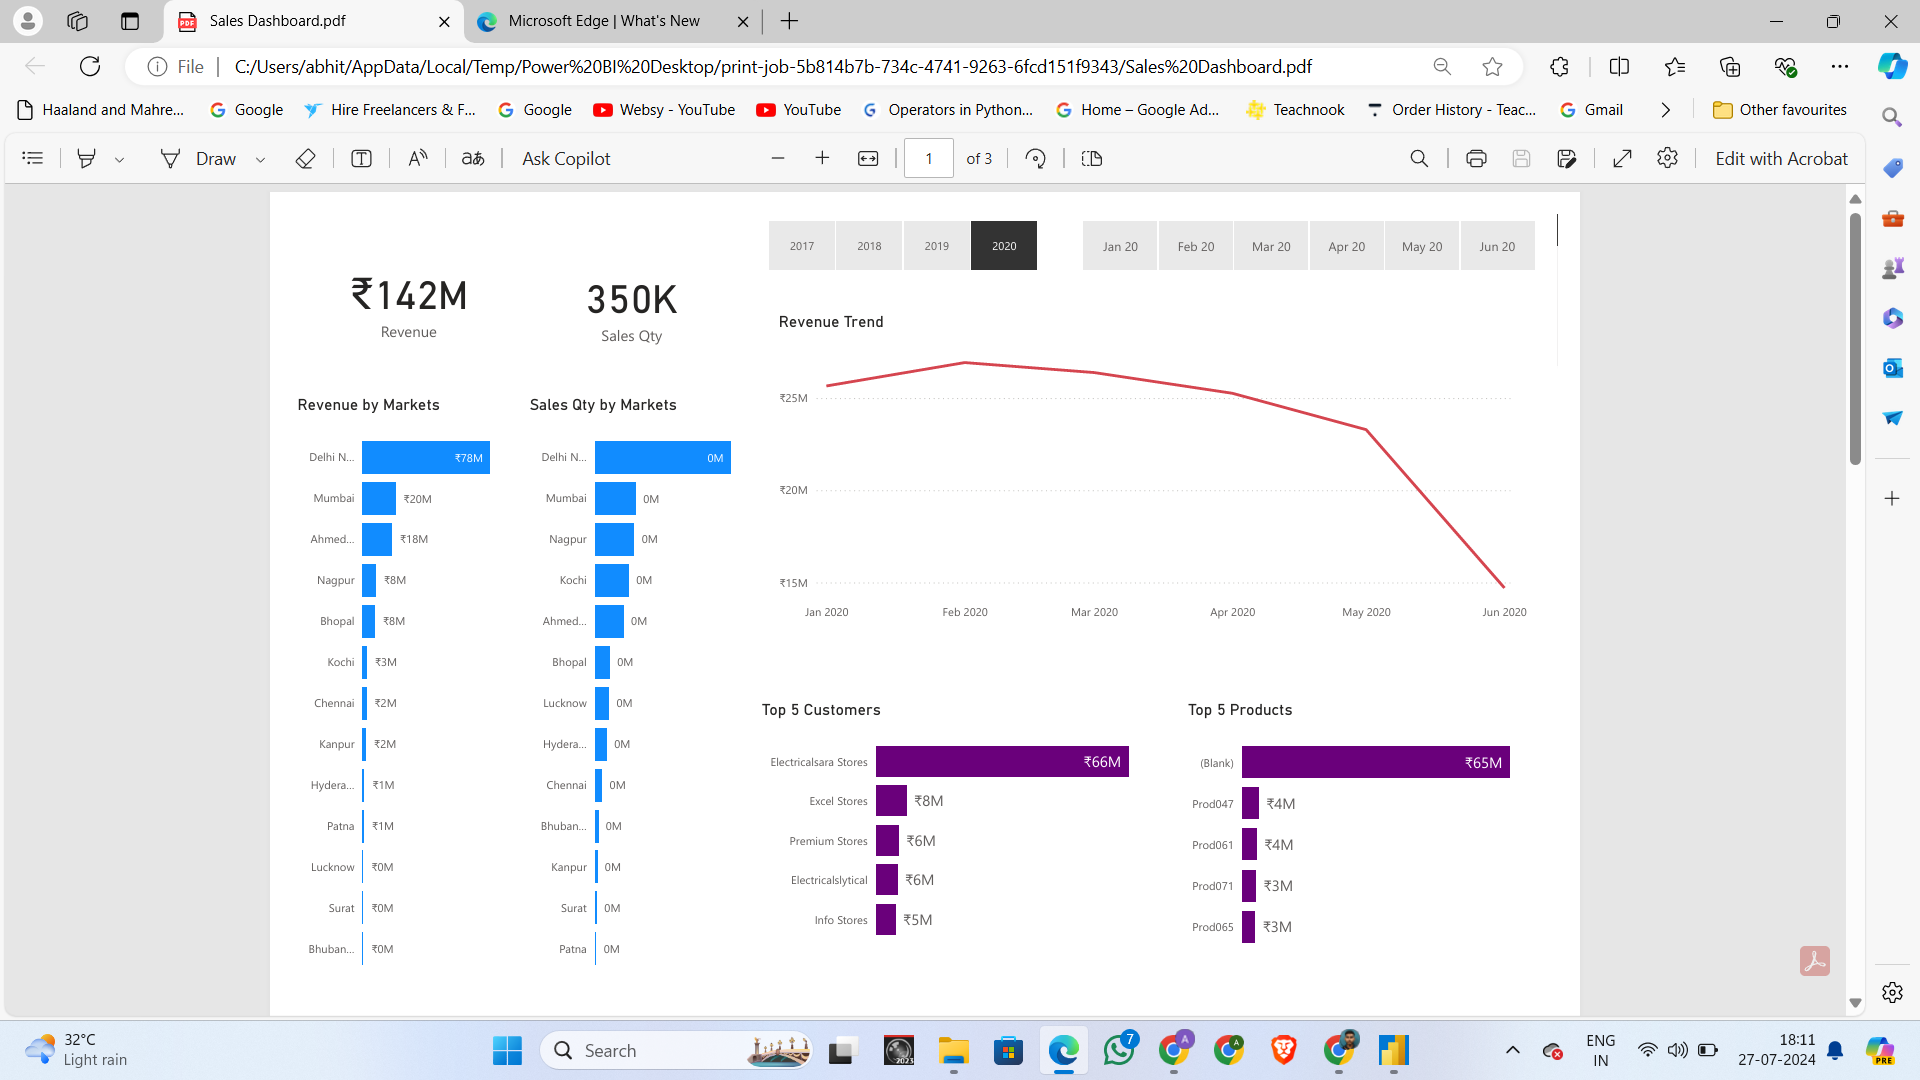 Sales Dashboard.pdf
Microsoft Edge | What's New
File
C:/Users/abhit/AppData/Local/Temp/Power%20BI%20Desktop/print-job-5b814b7b-734c-4741-9263-6fcd151f9343/Sales%20Dashboard.pdf
Haaland and Mahre...
Google
Hire Freelancers & F...
Google
Websy - YouTube
YouTube
Operators in Python...
Home – Google Ad...
Teachnook
Order History - Teac...
Gmail
Other favourites
Draw
aあ
Ask Copilot
1
of 3
Edit with Acrobat
2017
2018
2019
2020
Jan 20
Feb 20
Mar 20
Apr 20
May 20
Jun 20
₹142M
Revenue
350K
Sales Qty
Revenue Trend
₹25M
₹20M
₹15M
Jan 2020
Feb 2020
Mar 2020
Apr 2020
May 2020
Jun 2020
Revenue by Markets
Delhi N... ₹78M
Mumbai ₹20M
Ahmed... ₹18M
Nagpur ₹8M
Bhopal ₹8M
Kochi ₹3M
Chennai ₹2M
Kanpur ₹2M
Hydera... ₹1M
Patna ₹1M
Lucknow ₹0M
Surat ₹0M
Bhuban... ₹0M
Sales Qty by Markets
Delhi N... 0M
Mumbai 0M
Nagpur 0M
Kochi 0M
Ahmed... 0M
Bhopal 0M
Lucknow 0M
Hydera... 0M
Chennai 0M
Bhuban... 0M
Kanpur 0M
Surat 0M
Patna 0M
Top 5 Customers
Electricalsara Stores ₹66M
Excel Stores ₹8M
Premium Stores ₹6M
Electricalslytical ₹6M
Info Stores ₹5M
Top 5 Products
(Blank) ₹65M
Prod047 ₹4M
Prod061 ₹4M
Prod071 ₹3M
Prod065 ₹3M
32°C
Light rain
Search
2023
7
A
A
ENG
IN
18:11
27-07-2024
PRE